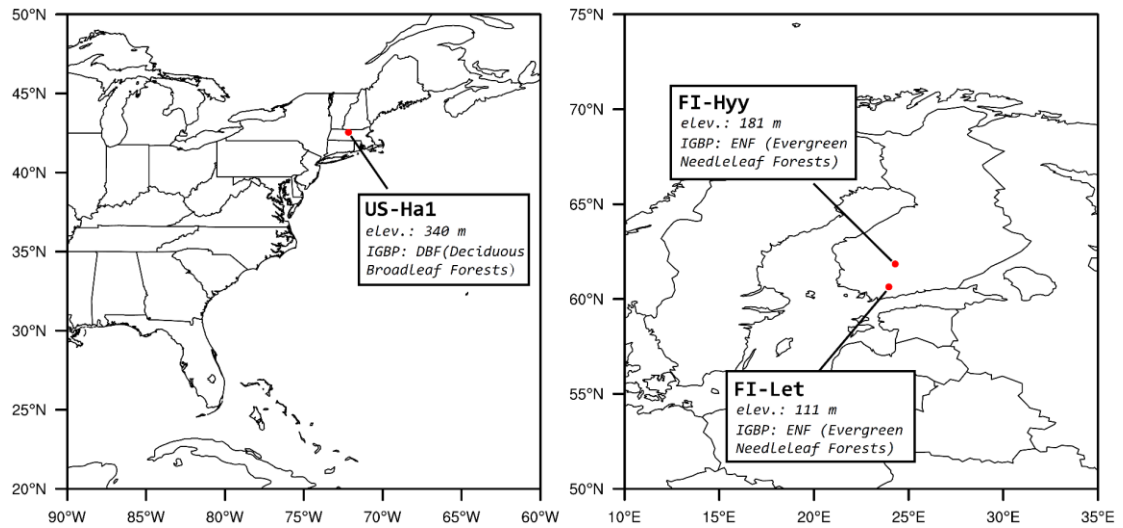 50°N
45°N
40°N
35°N
30°N
25°N
20°N
90°W 85°W 80°W 75°W 70°W 65°W 60°W
US-Ha1
elev.: 340 m
IGBP: DBF(Deciduous
Broadleaf Forests)
75°N
70°N
65°N
60°N
55°N
50°N
10°E 15°E 20°E 25°E 30°E 35°E
FI-Hyy
elev.: 181 m
IGBP: ENF (Evergreen
Needleleaf Forests)
FI-Let
elev.: 111 m
IGBP: ENF (Evergreen
Needleleaf Forests)